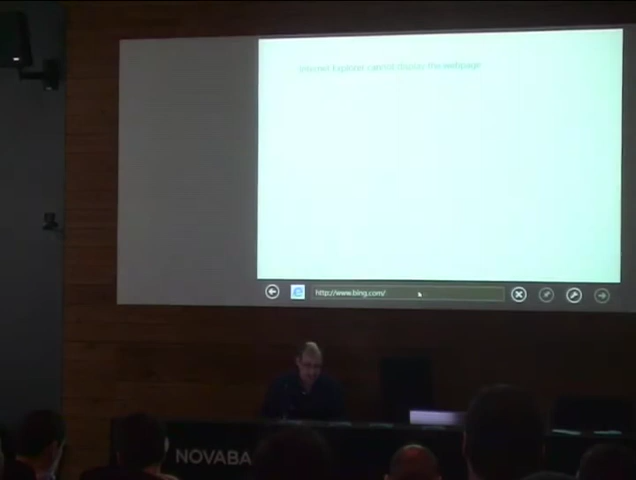 Internet Explorer cannot display the webpage
http://www.bing.com/
NOVABA